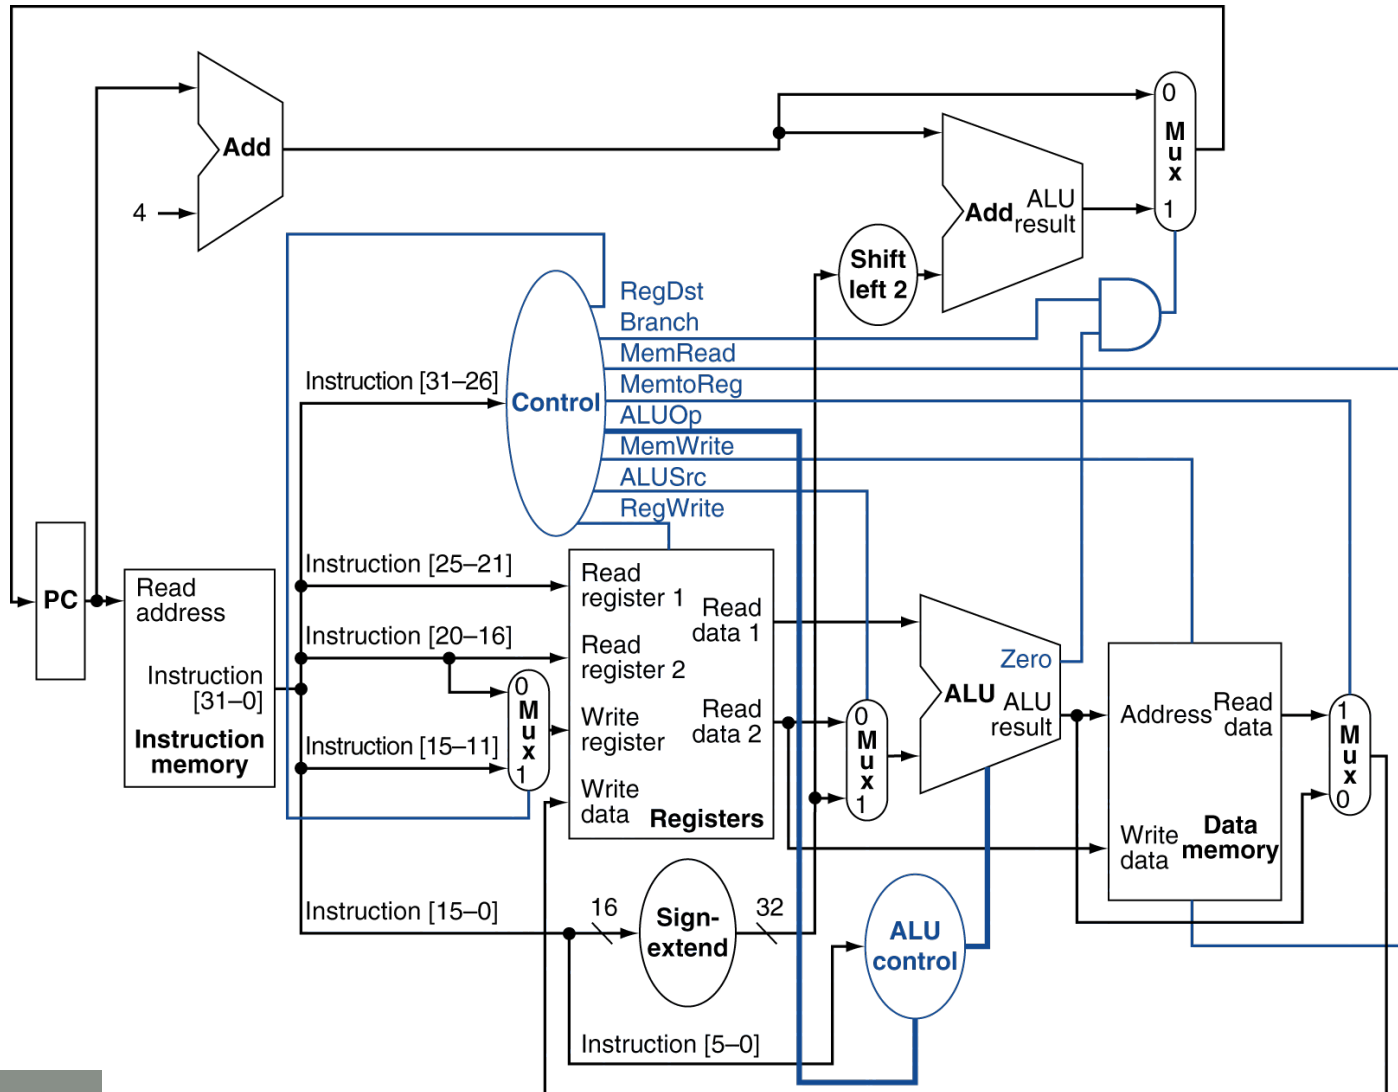 0
M
u
x
1
Add
4
Add
ALU
result
Shift
left 2
RegDst
Branch
MemRead
MemtoReg
ALUOp
MemWrite
ALUSrc
RegWrite
Instruction [31–26]
Control
Instruction [25–21]
PC
Read
address
Instruction
[31–0]
Instruction
memory
Instruction [20–16]
0
M
u
x
1
Instruction [15–11]
Read
register 1
Read
register 2
Write
register
Write
data
Read
data 1
Read
data 2
Registers
0
M
u
x
1
Zero
ALU
ALU
result
Address
Read
data
Write
data
Data
memory
1
M
u
x
0
Instruction [15–0]
16
Sign-
extend
32
ALU
control
Instruction [5–0]